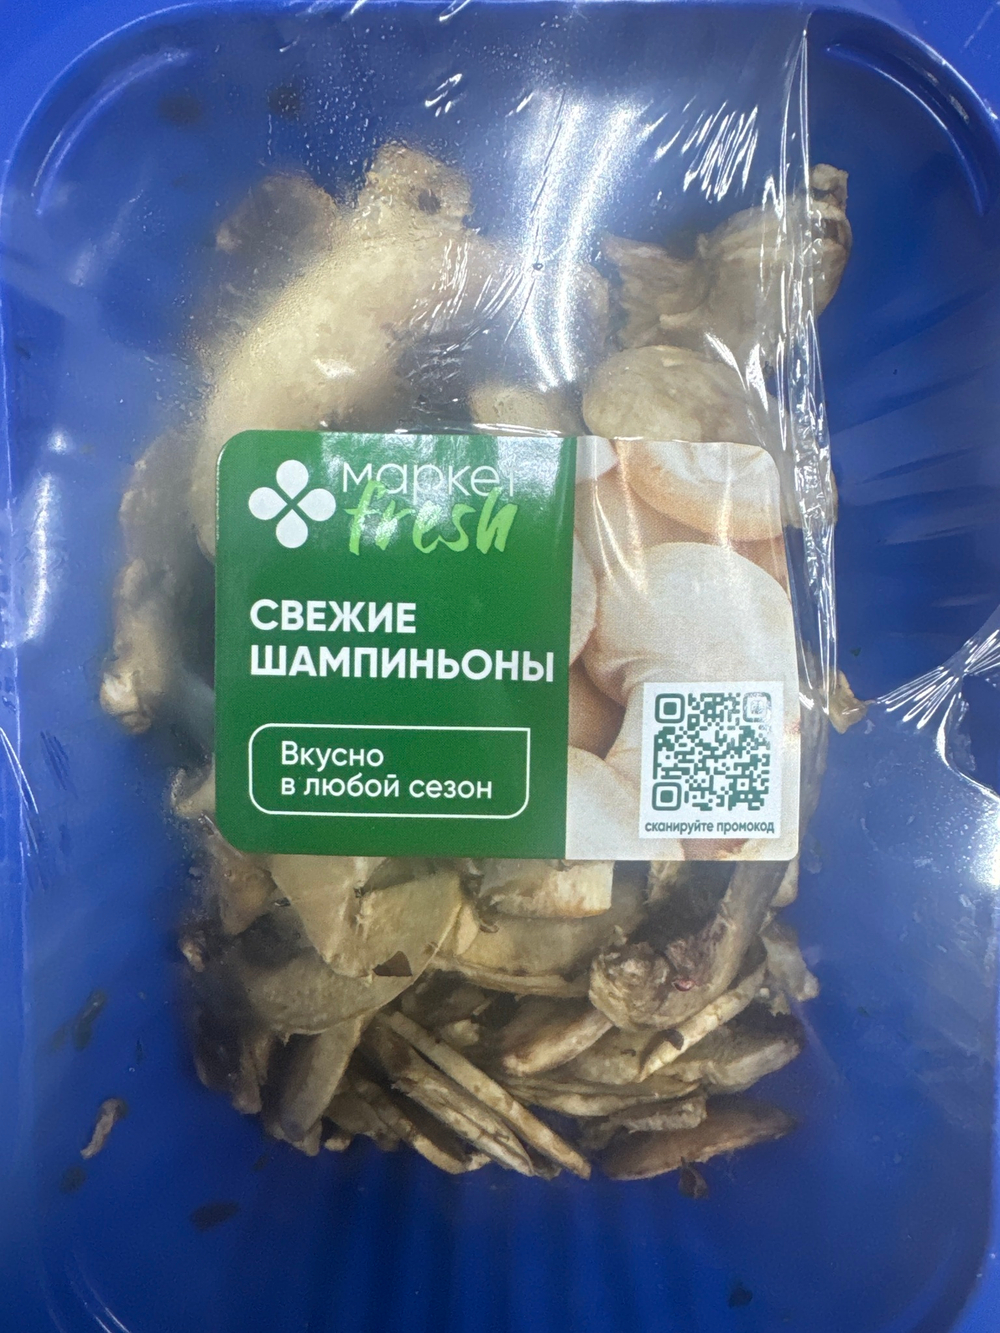 маркет
fresh
СВЕЖИЕ
ШАМПИНЬОНЫ
Вкусно
в любой сезон
сканируйте промокод